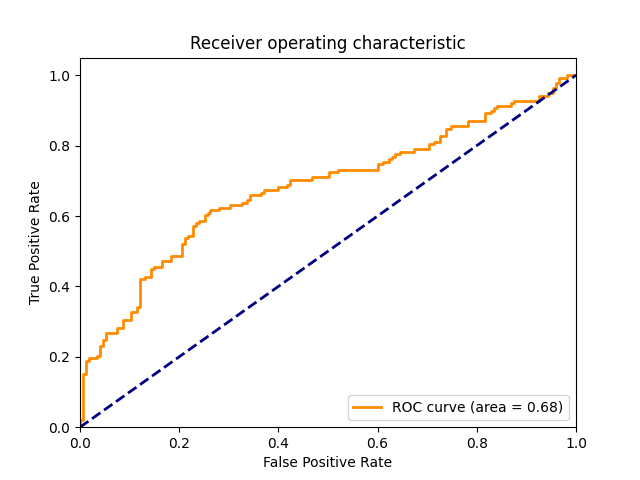 Receiver operating characteristic
1.0
0.8
0.6
0.4
0.2
0.0
True Positive Rate
ROC curve (area = 0.68)
0.0 0.2 0.4 0.6 0.8 1.0
False Positive Rate